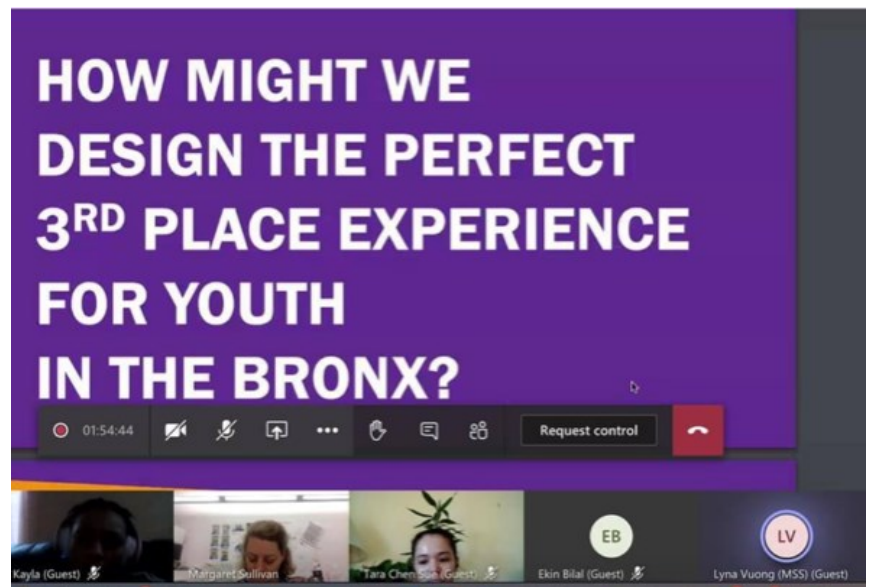 HOW MIGHT WE
DESIGN THE PERFECT
3RD PLACE EXPERIENCE
FOR YOUTH
IN THE BRONX?
01:54:44
Request control
EB
LV
Kayla (Guest)
Margaret Sullivan
Tara Chen Sue (Guest)
Ekin Bilal (Guest)
Lyna Vuong (MSS) (Guest)